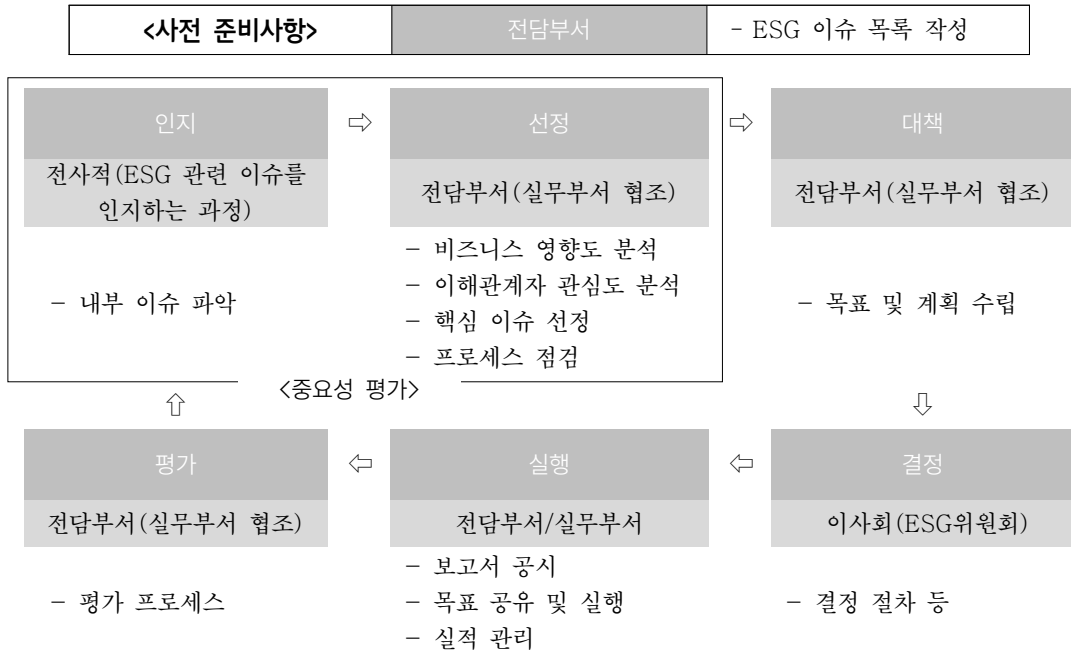 <사전 준비사항> 전담부서 - ESG 이슈 목록 작성
인지 ⇨ 선정 ⇨ 대책
전사적(ESG 관련 이슈를
인지하는 과정)
전담부서(실무부서 협조)
전담부서(실무부서 협조)
- 내부 이슈 파악
- 비즈니스 영향도 분석
- 이해관계자 관심도 분석
- 핵심 이슈 선정
- 프로세스 점검
- 목표 및 계획 수립
<중요성 평가>
⇧ ⇩
평가 ⇦ 실행 ⇦ 결정
전담부서(실무부서 협조)
전담부서/실무부서
이사회(ESG위원회)
- 평가 프로세스
- 보고서 공시
- 목표 공유 및 실행
- 실적 관리
- 결정 절차 등